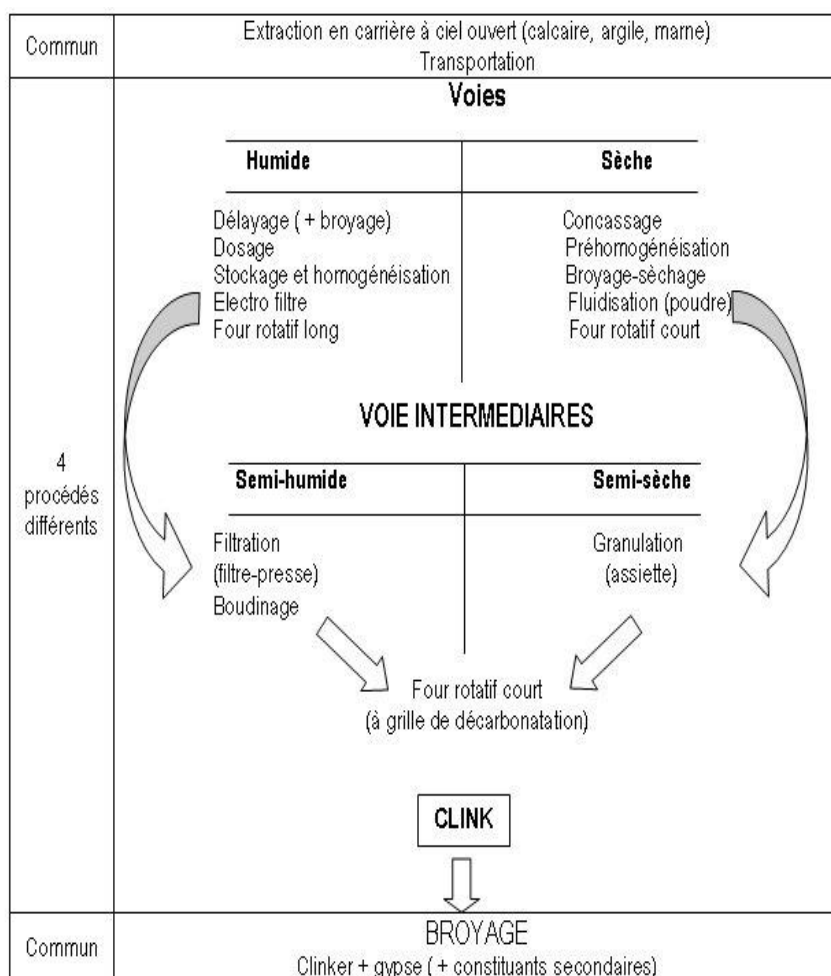 Commun
Extraction en carrière à ciel ouvert (calcaire, argile, marne)
Transportation
4
procédés
différents
Voies
Humide
Sèche
Délayage ( + broyage)
Dosage
Stockage et homogénéisation
Electro filtre
Four rotatif long
Concassage
Préhomogénéisation
Broyage-sèchage
Fluidisation (poudre)
Four rotatif court
VOIE INTERMEDIAIRES
Semi-humide
Semi-sèche
Filtration
(filtre-presse)
Boudinage
Granulation
(assiette)
Four rotatif court
(à grille de décarbonatation)
CLINK
Commun
BROYAGE
Clinker + gypse ( + constituants secondaires)